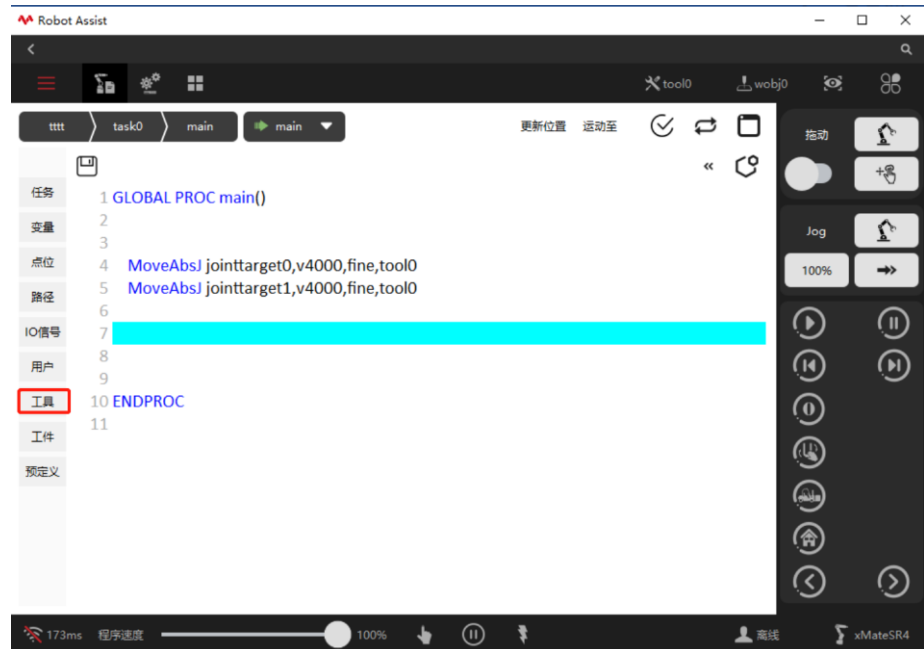 Robot Assist
tool0
wobj0
tttt
task0
main
main
更新位置
运动至
任务
变量
点位
路径
IO信号
用户
工具
工件
预定义
1 GLOBAL PROC main()
2
3
4 MoveAbsJ jointtarget0,v4000,fine,tool0
5 MoveAbsJ jointtarget1,v4000,fine,tool0
6
7
8
9
10 ENDPROC
11
拖动
Jog
100%
173ms
程序速度
100%
离线
xMateSR4